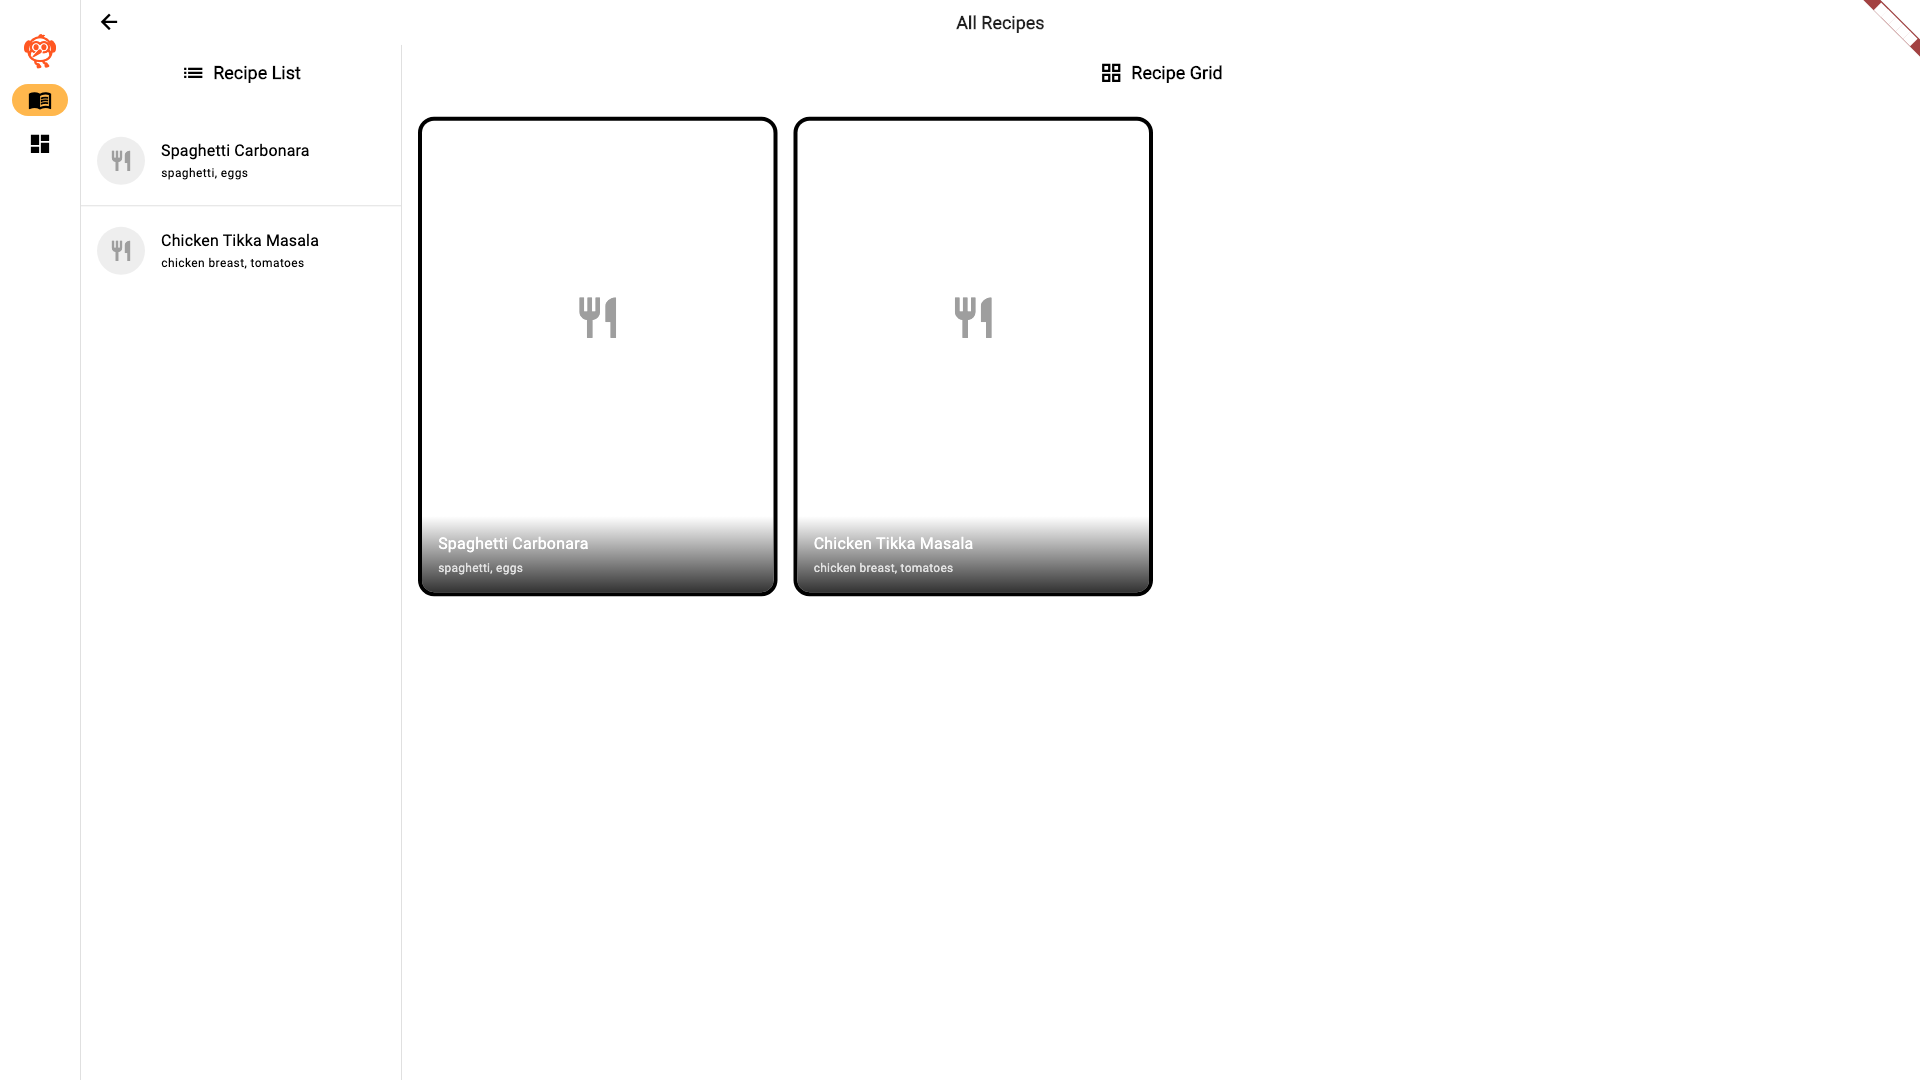 All Recipes
Recipe List
Spaghetti Carbonara
spaghetti, eggs
Chicken Tikka Masala
chicken breast, tomatoes
Recipe Grid
Spaghetti Carbonara
spaghetti, eggs
Chicken Tikka Masala
chicken breast, tomatoes